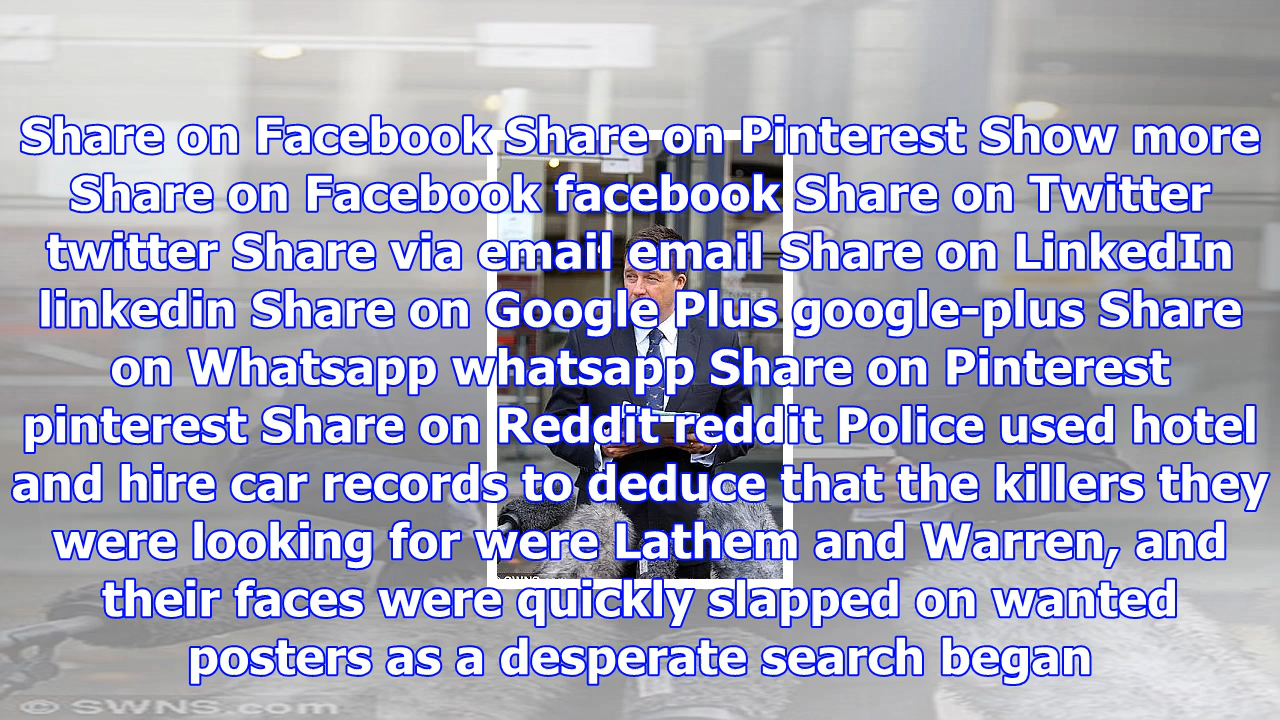 Share on Facebook Share on Pinterest Show more
Share on Facebook facebook Share on Twitter
twitter Share via email email Share on LinkedIn
linkedin Share on Google Plus google-plus Share
on Whatsapp whatsapp Share on Pinterest
pinterest Share on Reddit reddit Police used hotel
and hire car records to deduce that the killers they
were looking for were Lathem and Warren, and
their faces were quickly slapped on wanted
posters as a desperate search began
© SWNS.com